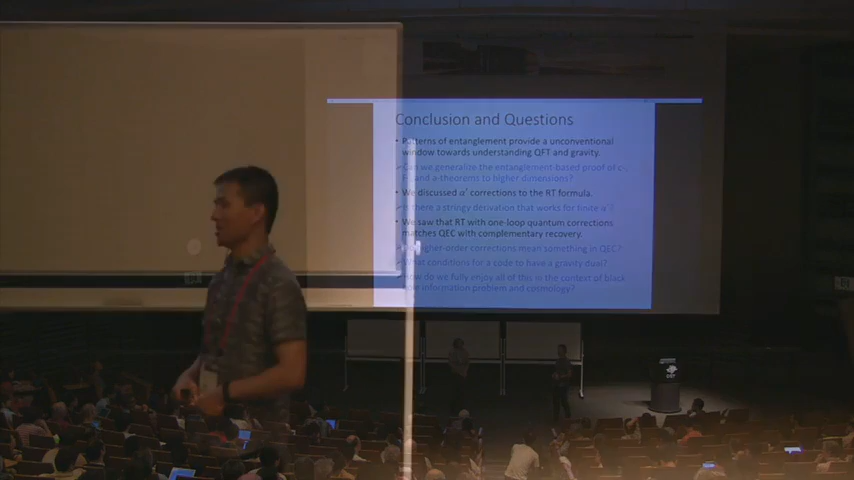 Conclusion and Questions
• Patterns of entanglement provide a unconventional
window towards understanding QFT and gravity.
Can we generalize the entanglement-based proof of c-,
and a-theorems to higher dimensions?
• We discussed α′ corrections to the RT formula.
Is there a stringy derivation that works for finite α′?
• We saw that RT with one-loop quantum corrections
matches QEC with complementary recovery.
higher-order corrections mean something in QEC?
What conditions for a code to have a gravity dual?
How do we fully enjoy all of this in the context of black
hole information problem and cosmology?